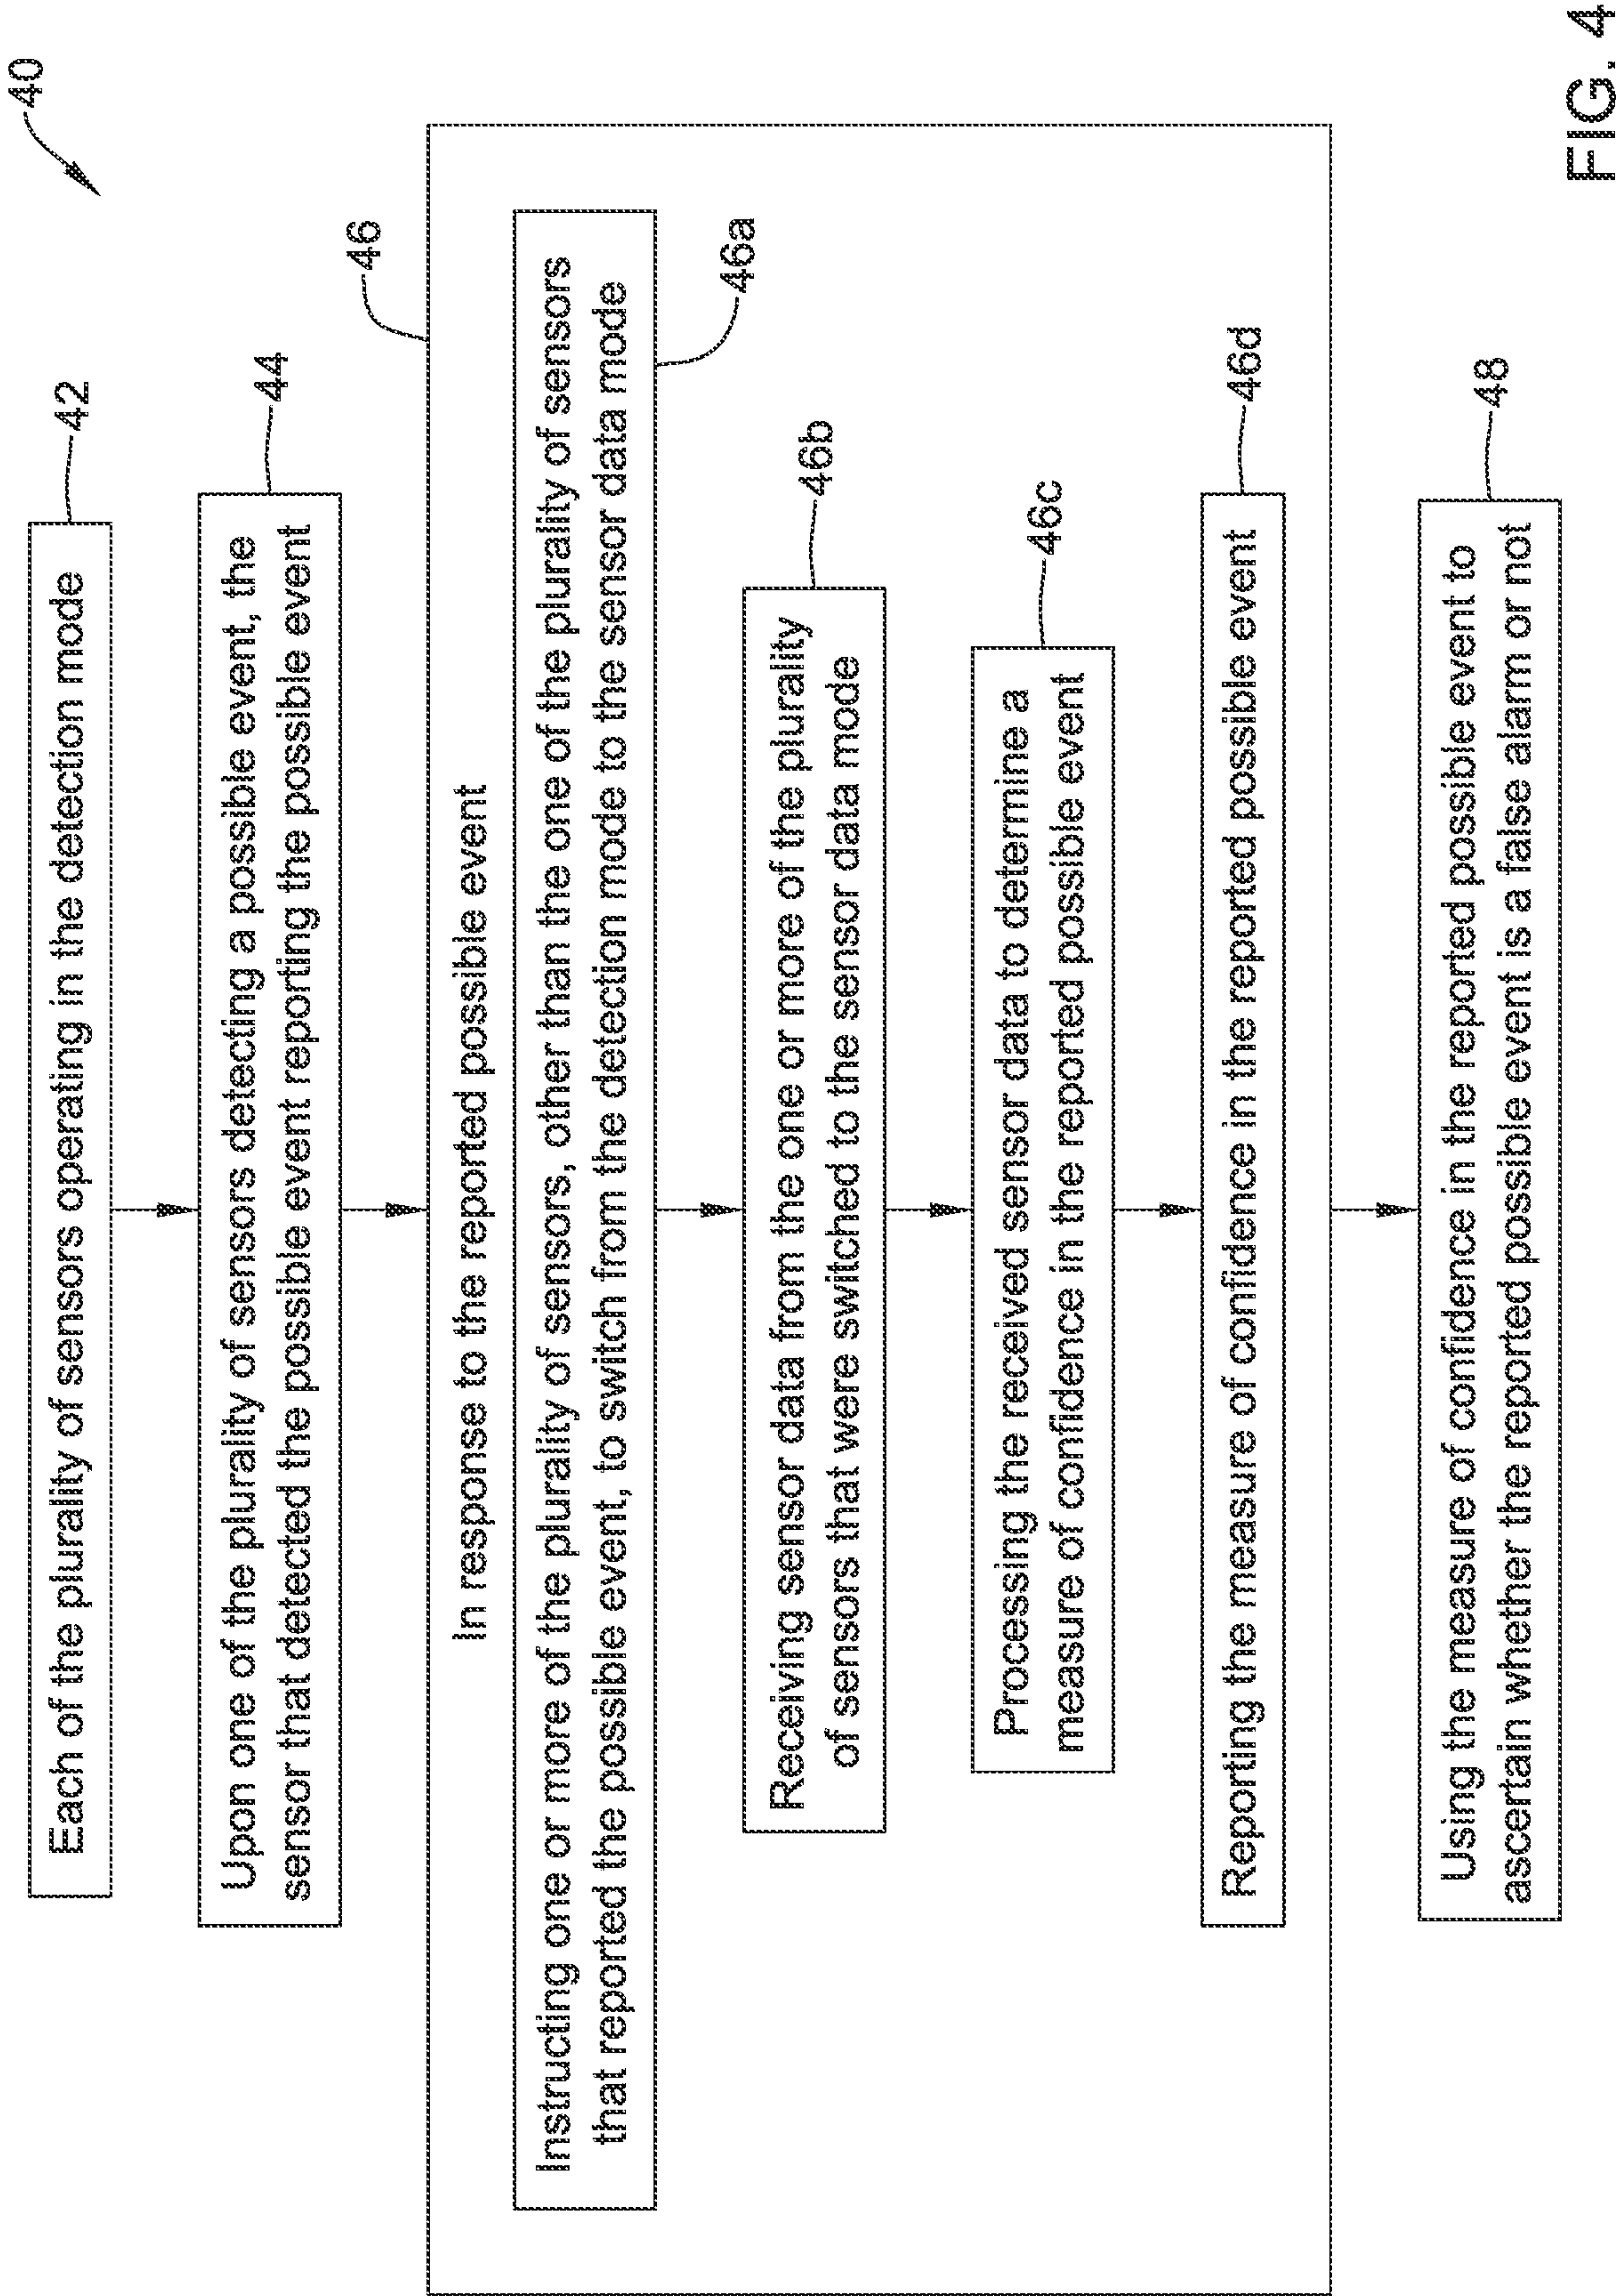 40
Each of the plurality of sensors operating in the detection mode
42
Upon one of the plurality of sensors detecting a possible event, the
sensor that detected the possible event reporting the possible event
44
46
In response to the reported possible event
Instructing one or more of the plurality of sensors, other than the one of the plurality of sensors
that reported the possible event, to switch from the detection mode to the sensor data mode
46a
Receiving sensor data from the one or more of the plurality
of sensors that were switched to the sensor data mode
46b
Processing the received sensor data to determine a
measure of confidence in the reported possible event
46c
Reporting the measure of confidence in the reported possible event
46d
Using the measure of confidence in the reported possible event to
ascertain whether the reported possible event is a false alarm or not
48
FIG. 4